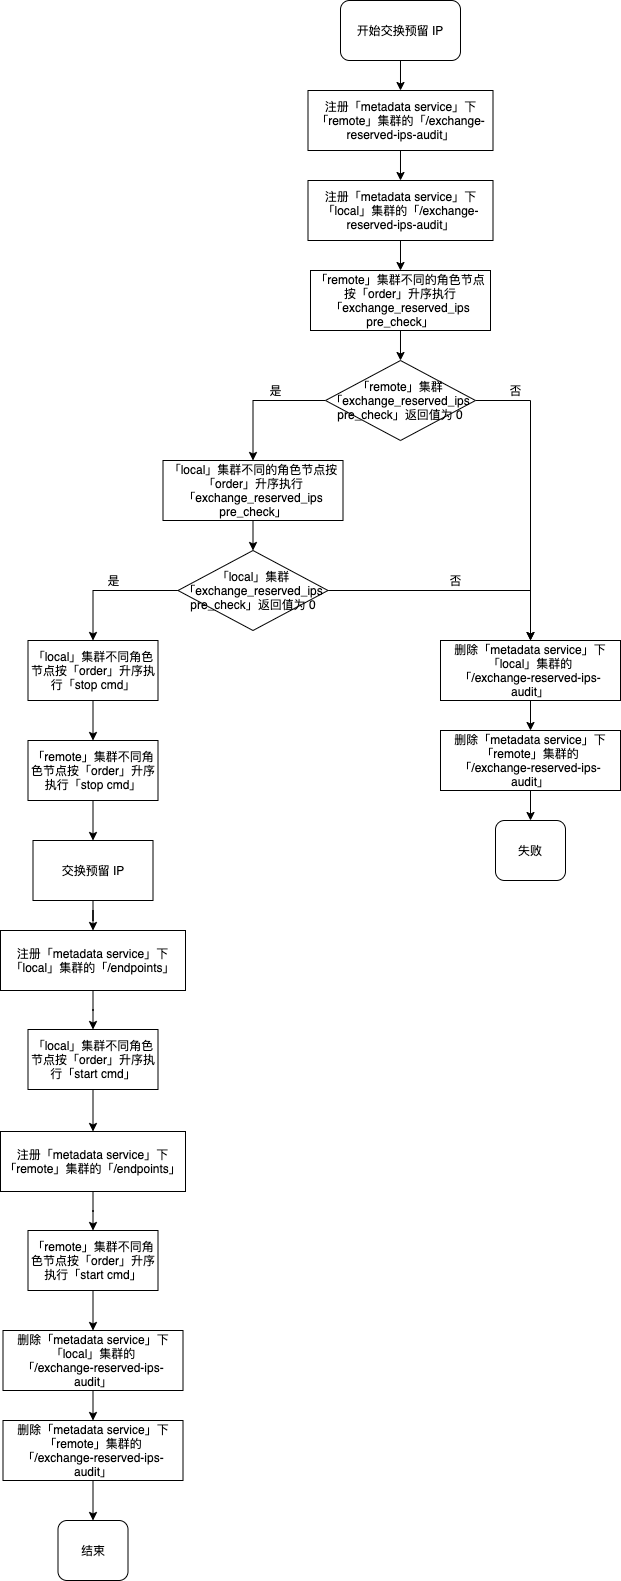 开始交换预留 IP
注册「metadata service」下
「remote」集群的「/exchange-
reserved-ips-audit」
注册「metadata service」下
「local」集群的「/exchange-
reserved-ips-audit」
「remote」集群不同的角色节点
按「order」升序执行
「exchange_reserved_ips
pre_check」
「remote」集群
「exchange_reserved_ips
pre_check」返回值为 0
是
否
「local」集群不同的角色节点按
「order」升序执行
「exchange_reserved_ips
pre_check」
「local」集群
「exchange_reserved_ips
pre_check」返回值为 0
是
否
「local」集群不同角色
节点按「order」升序执
行「stop cmd」
删除「metadata service」下
「local」集群的
「/exchange-reserved-ips-
audit」
「remote」集群不同角
色节点按「order」升序
执行「stop cmd」
删除「metadata service」下
「remote」集群的
「/exchange-reserved-ips-
audit」
交换预留 IP
失败
注册「metadata service」下
「local」集群的「/endpoints」
「local」集群不同角色
节点按「order」升序执
行「start cmd」
注册「metadata service」下
「remote」集群的「/endpoints」
「remote」集群不同角
色节点按「order」升序
执行「start cmd」
删除「metadata service」下
「local」集群的
「/exchange-reserved-ips-
audit」
删除「metadata service」下
「remote」集群的
「/exchange-reserved-ips-
audit」
结束